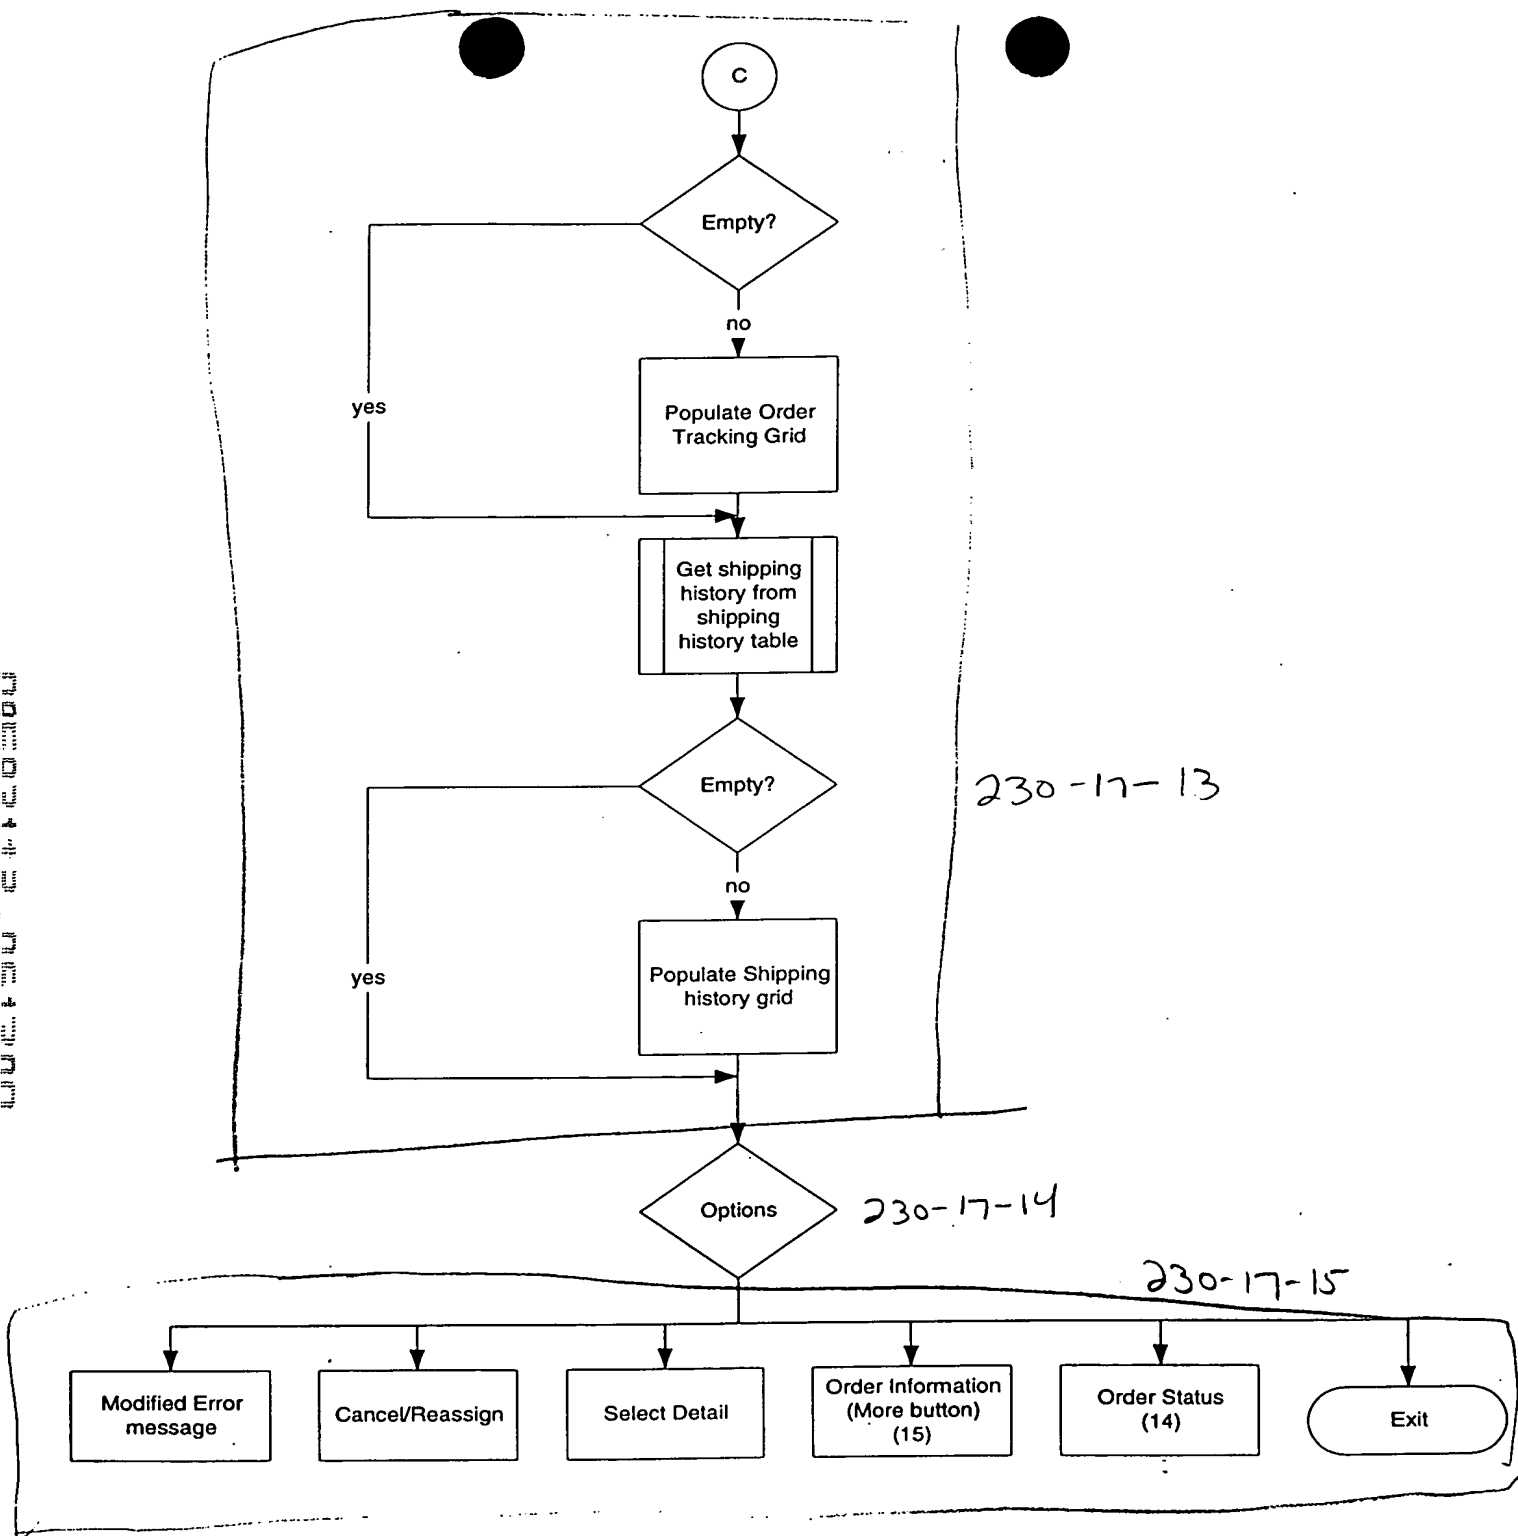 C
Empty?
no
yes
Populate Order
Tracking Grid
Get shipping
history from
shipping
history table
Empty?
230-17-13
no
yes
Populate Shipping
history grid
Options
230-17-14
230-17-15
Modified Error
message
Cancel/Reassign
Select Detail
Order Information
(More button)
(15)
Order Status
(14)
Exit